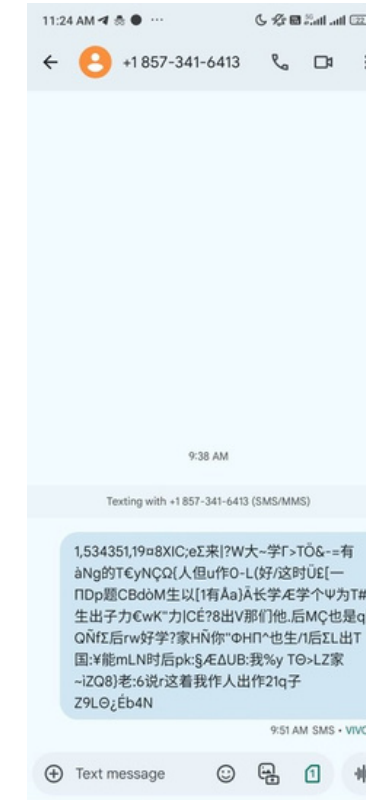 11:24 AM
22
+1 857-341-6413
9:38 AM
Texting with +1 857-341-6413 (SMS/MMS)
1,534351,19¤8XIC;eΣ来|?W大~学Γ>TÖ&-=有
àNg的T€yNÇΩ{人但u作0-L(好/这时Ü£[一
ΠDp题CBdòM生以[1有Åa}Ä长学Æ学个Ψ为T#
生出子力€wK"力|CÉ?8出V那们他.后MÇ也是q
QÑfΣ后rw好学?家HÑ你"ΦHΠ^也生/1后ΣL出T
国:¥能mLN时后pk:§ÆΔUB:我%y TΘ>LZ家
~ìZQ8}老:6说r这着我作人出作21q子
Z9LΘ¿Éb4N
9:51 AM SMS • VIVO
Text message
1